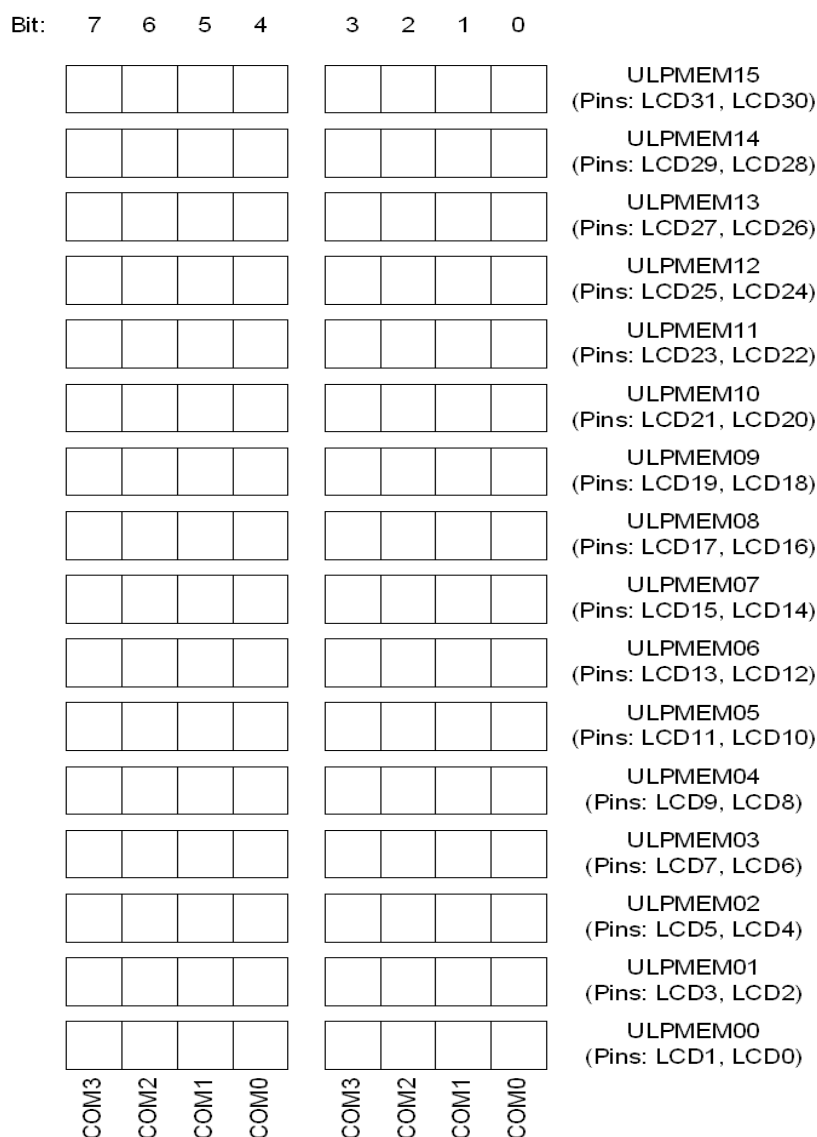 Bit: 7 6 5 4 3 2 1 0
ULPMEM15
(Pins: LCD31, LCD30)
ULPMEM14
(Pins: LCD29, LCD28)
ULPMEM13
(Pins: LCD27, LCD26)
ULPMEM12
(Pins: LCD25, LCD24)
ULPMEM11
(Pins: LCD23, LCD22)
ULPMEM10
(Pins: LCD21, LCD20)
ULPMEM09
(Pins: LCD19, LCD18)
ULPMEM08
(Pins: LCD17, LCD16)
ULPMEM07
(Pins: LCD15, LCD14)
ULPMEM06
(Pins: LCD13, LCD12)
ULPMEM05
(Pins: LCD11, LCD10)
ULPMEM04
(Pins: LCD9, LCD8)
ULPMEM03
(Pins: LCD7, LCD6)
ULPMEM02
(Pins: LCD5, LCD4)
ULPMEM01
(Pins: LCD3, LCD2)
ULPMEM00
(Pins: LCD1, LCD0)
COM3 COM2 COM1 COM0 COM3 COM2 COM1 COM0